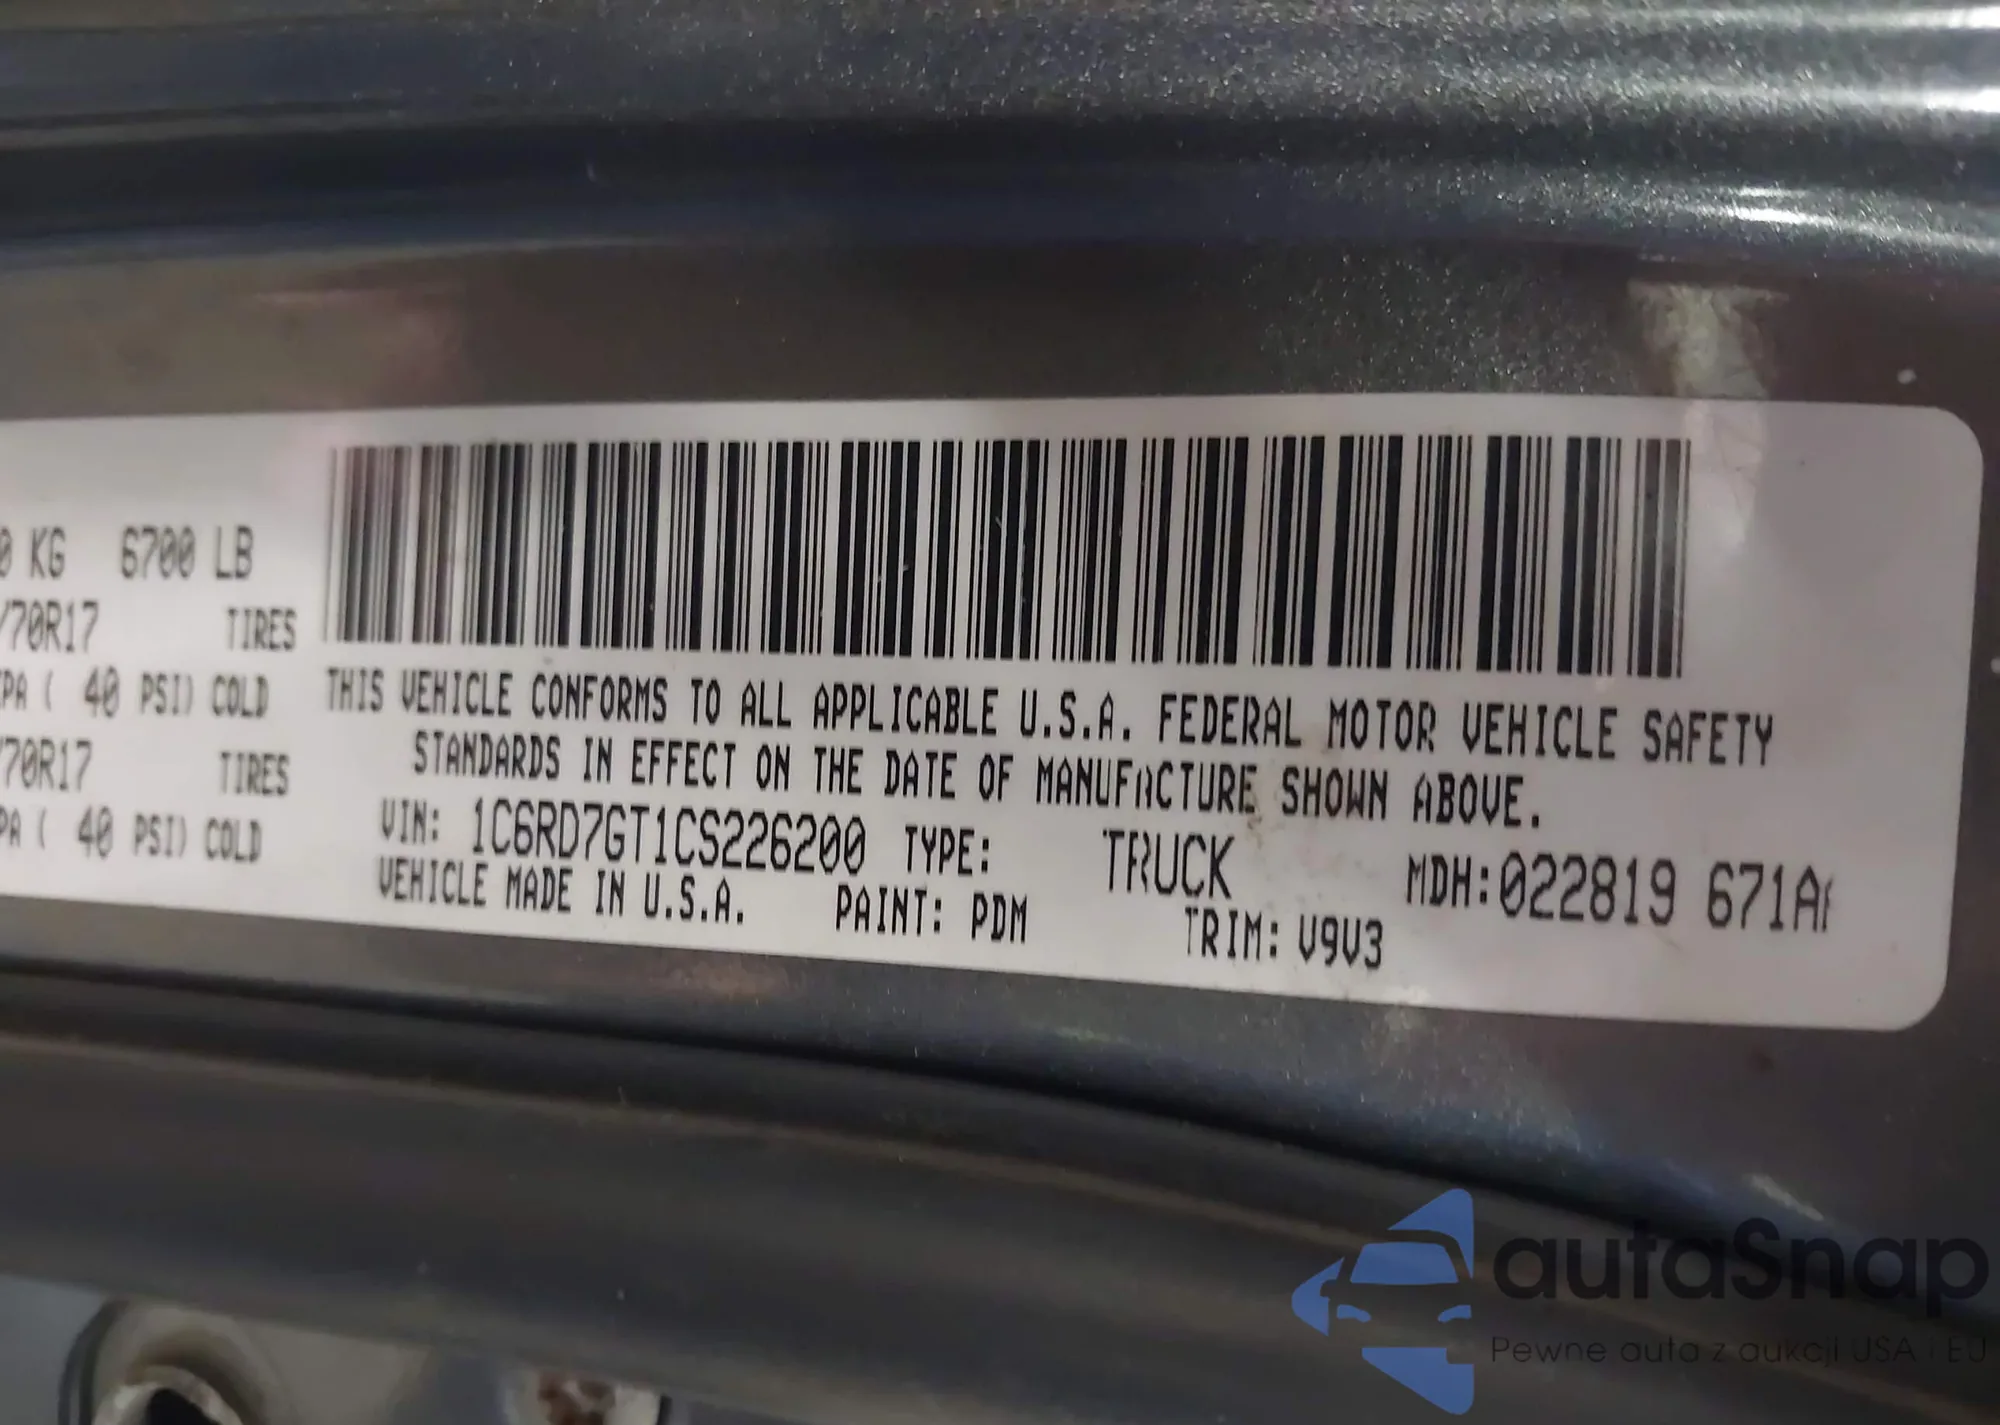 0 KG 6700 LB
/70R17 TIRES
PA ( 40 PSI) COLD
/70R17 TIRES
PA ( 40 PSI) COLD
THIS VEHICLE CONFORMS TO ALL APPLICABLE U.S.A. FEDERAL MOTOR VEHICLE SAFETY
STANDARDS IN EFFECT ON THE DATE OF MANUFACTURE SHOWN ABOVE.
VIN: 1C6RD7GT1CS226200 TYPE: TRUCK MDH:022819 671A
VEHICLE MADE IN U.S.A. PAINT: PDM TRIM: V9V3
autaSnap
Pewne auta z aukcji USA i EU